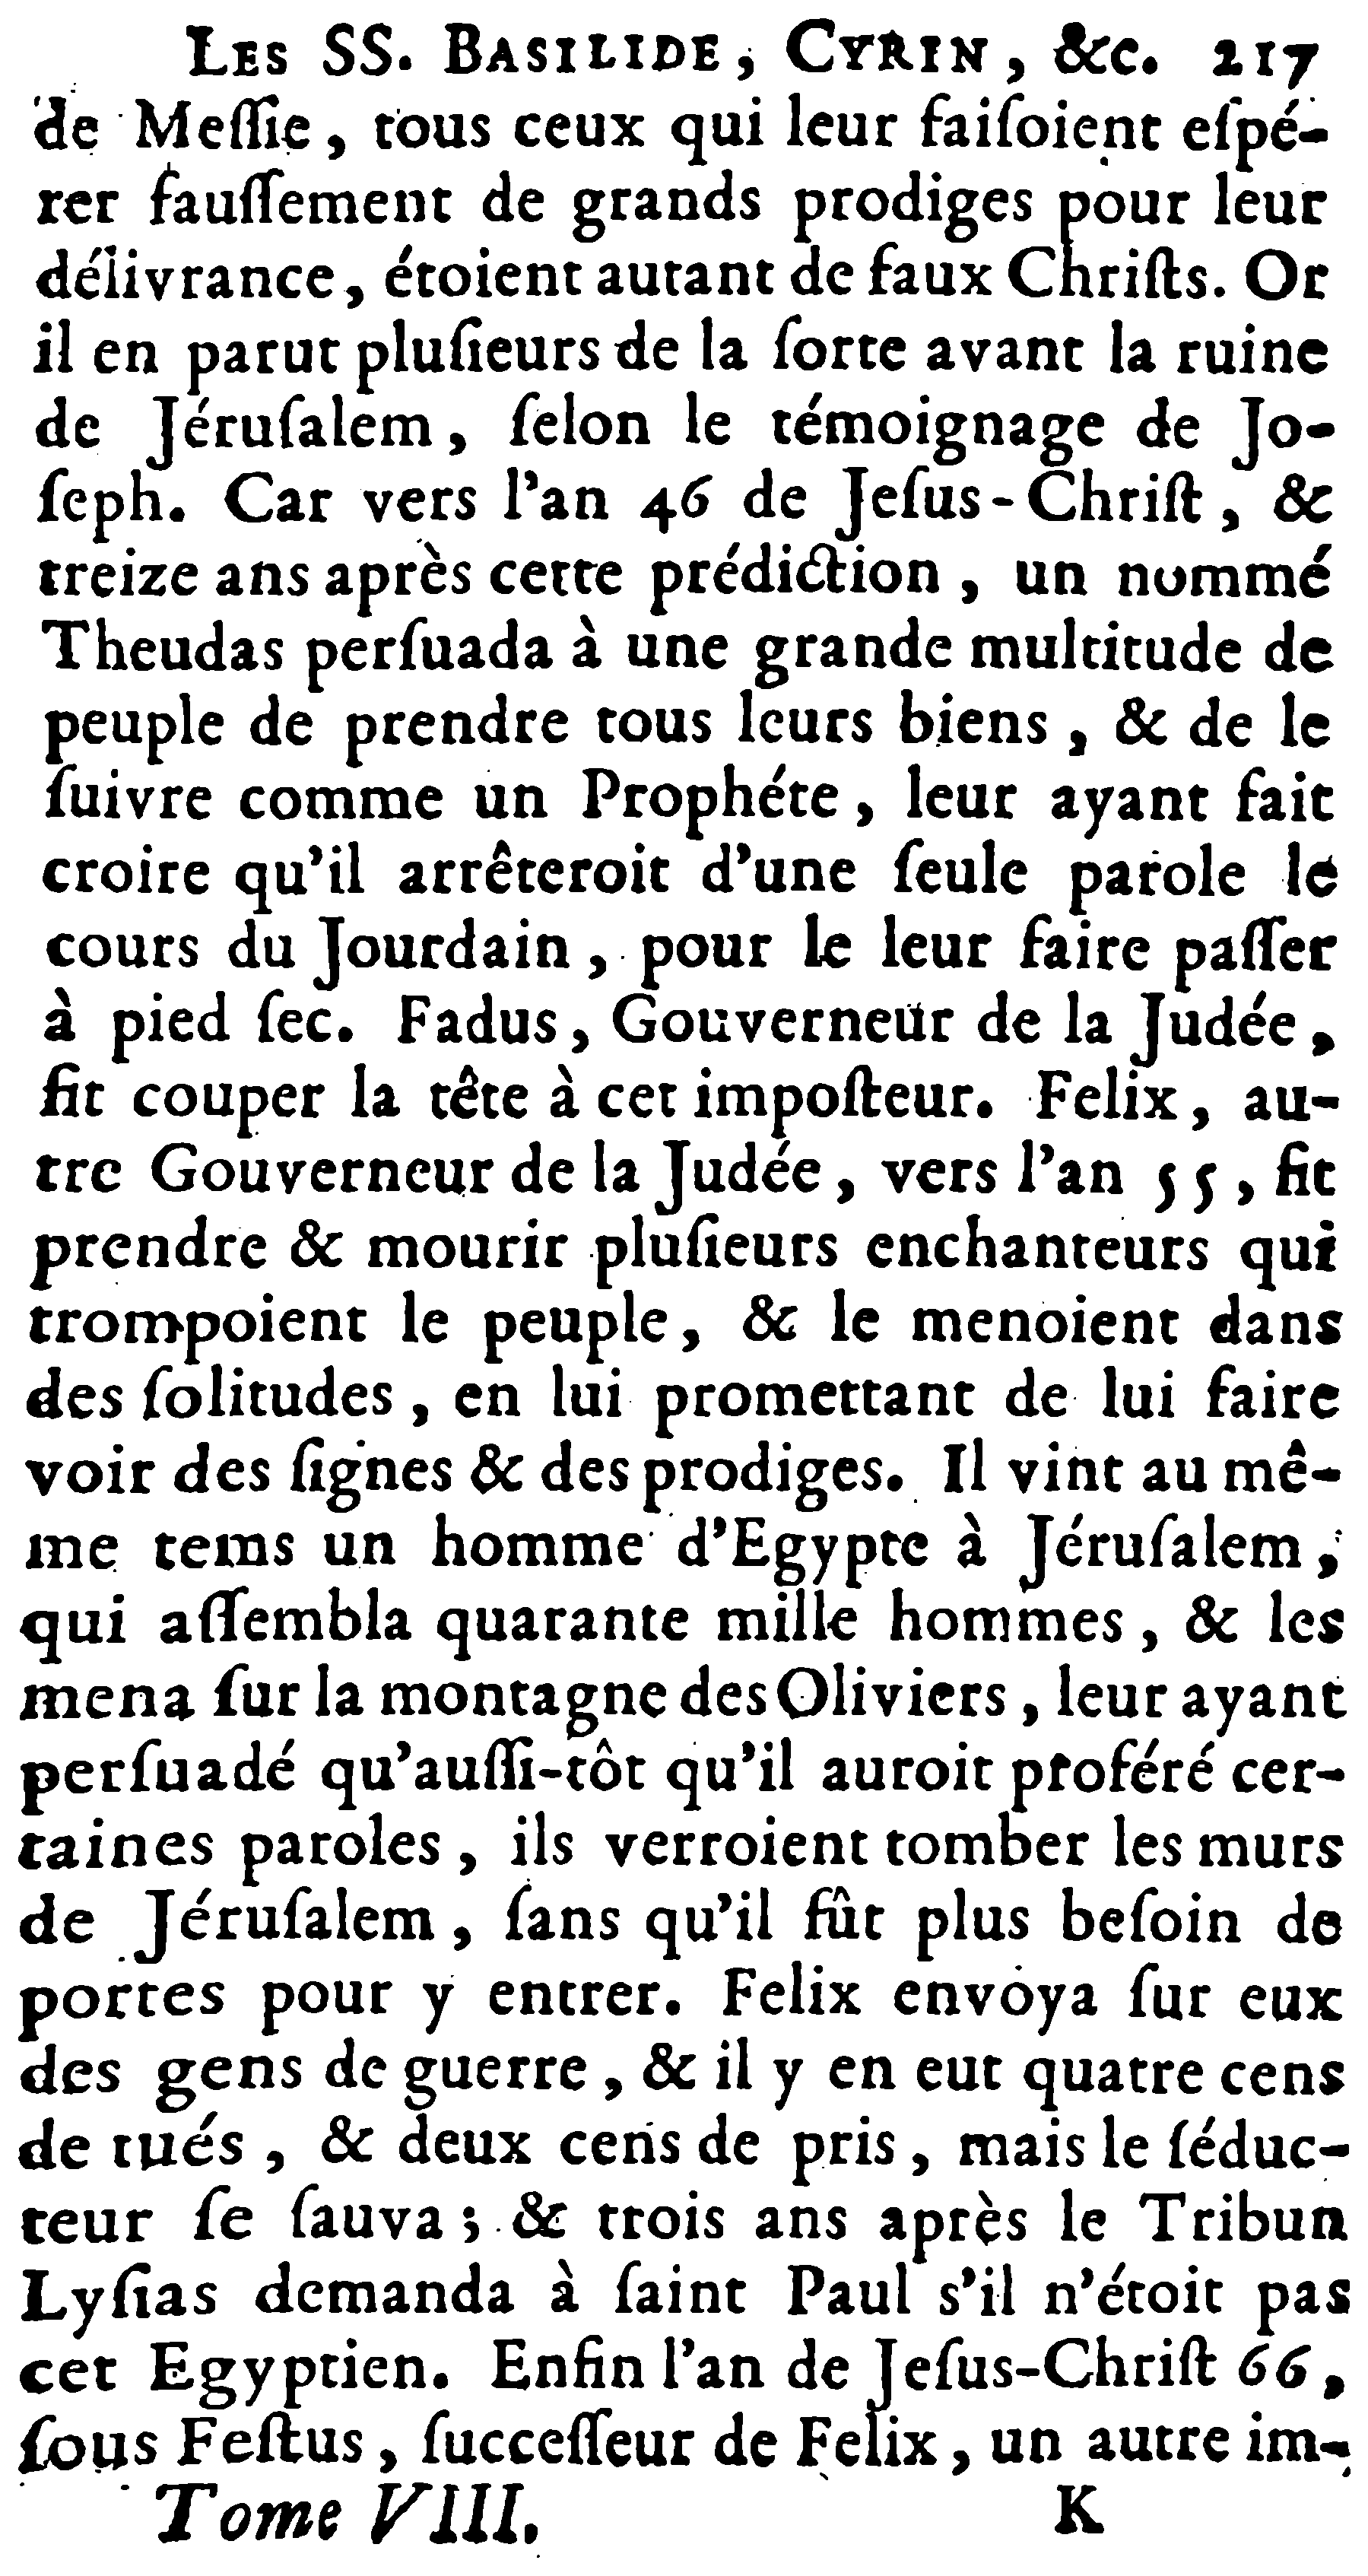 LES SS. BASILIDE, CYRIN, &c. 217
de Meſſie, tous ceux qui leur faiſoient eſpé-
rer fauſſement de grands prodiges pour leur
délivrance, étoient autant de faux Chriſts. Or
il en parut pluſieurs de la ſorte avant la ruine
de Jéruſalem, ſelon le témoignage de Jo-
ſeph. Car vers l'an 46 de Jeſus-Chriſt, &
treize ans après cette prédiction, un nommé
Theudas perſuada à une grande multitude de
peuple de prendre tous leurs biens, & de le
ſuivre comme un Prophéte, leur ayant fait
croire qu'il arrêteroit d'une ſeule parole le
cours du Jourdain, pour le leur faire paſſer
à pied ſec. Fadus, Gouverneur de la Judée,
fit couper la tête à cet impoſteur. Felix, au-
tre Gouverneur de la Judée, vers l'an 55, fit
prendre & mourir pluſieurs enchanteurs qui
trompoient le peuple, & le menoient dans
des ſolitudes, en lui promettant de lui faire
voir des ſignes & des prodiges. Il vint au mê-
me tems un homme d'Egypte à Jéruſalem,
qui aſſembla quarante mille hommes, & les
mena ſur la montagne des Oliviers, leur ayant
perſuadé qu'auſſi-tôt qu'il auroit proféré cer-
taines paroles, ils verroient tomber les murs
de Jéruſalem, ſans qu'il fût plus beſoin de
portes pour y entrer. Felix envoya ſur eux
des gens de guerre, & il y en eut quatre cens
de tués, & deux cens de pris, mais le ſéduc-
teur ſe ſauva; & trois ans après le Tribun
Lyſias demanda à ſaint Paul s'il n'étoit pas
cet Egyptien. Enfin l'an de Jeſus-Chriſt 66,
ſous Feſtus, ſucceſſeur de Felix, un autre im-
Tome VIII. K